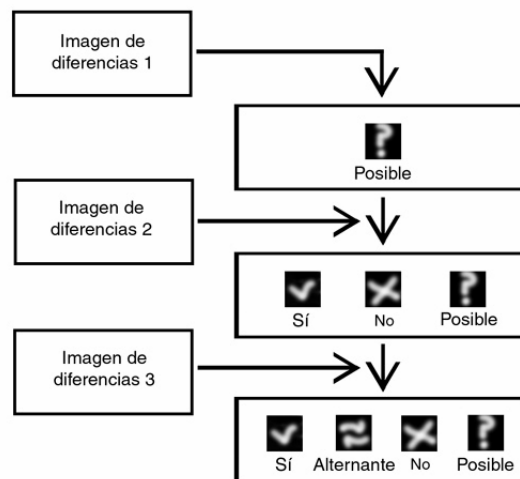 Imagen de
diferencias 1
?
Posible
Imagen de
diferencias 2
Sí No Posible
Imagen de
diferencias 3
Sí Alternante No Posible